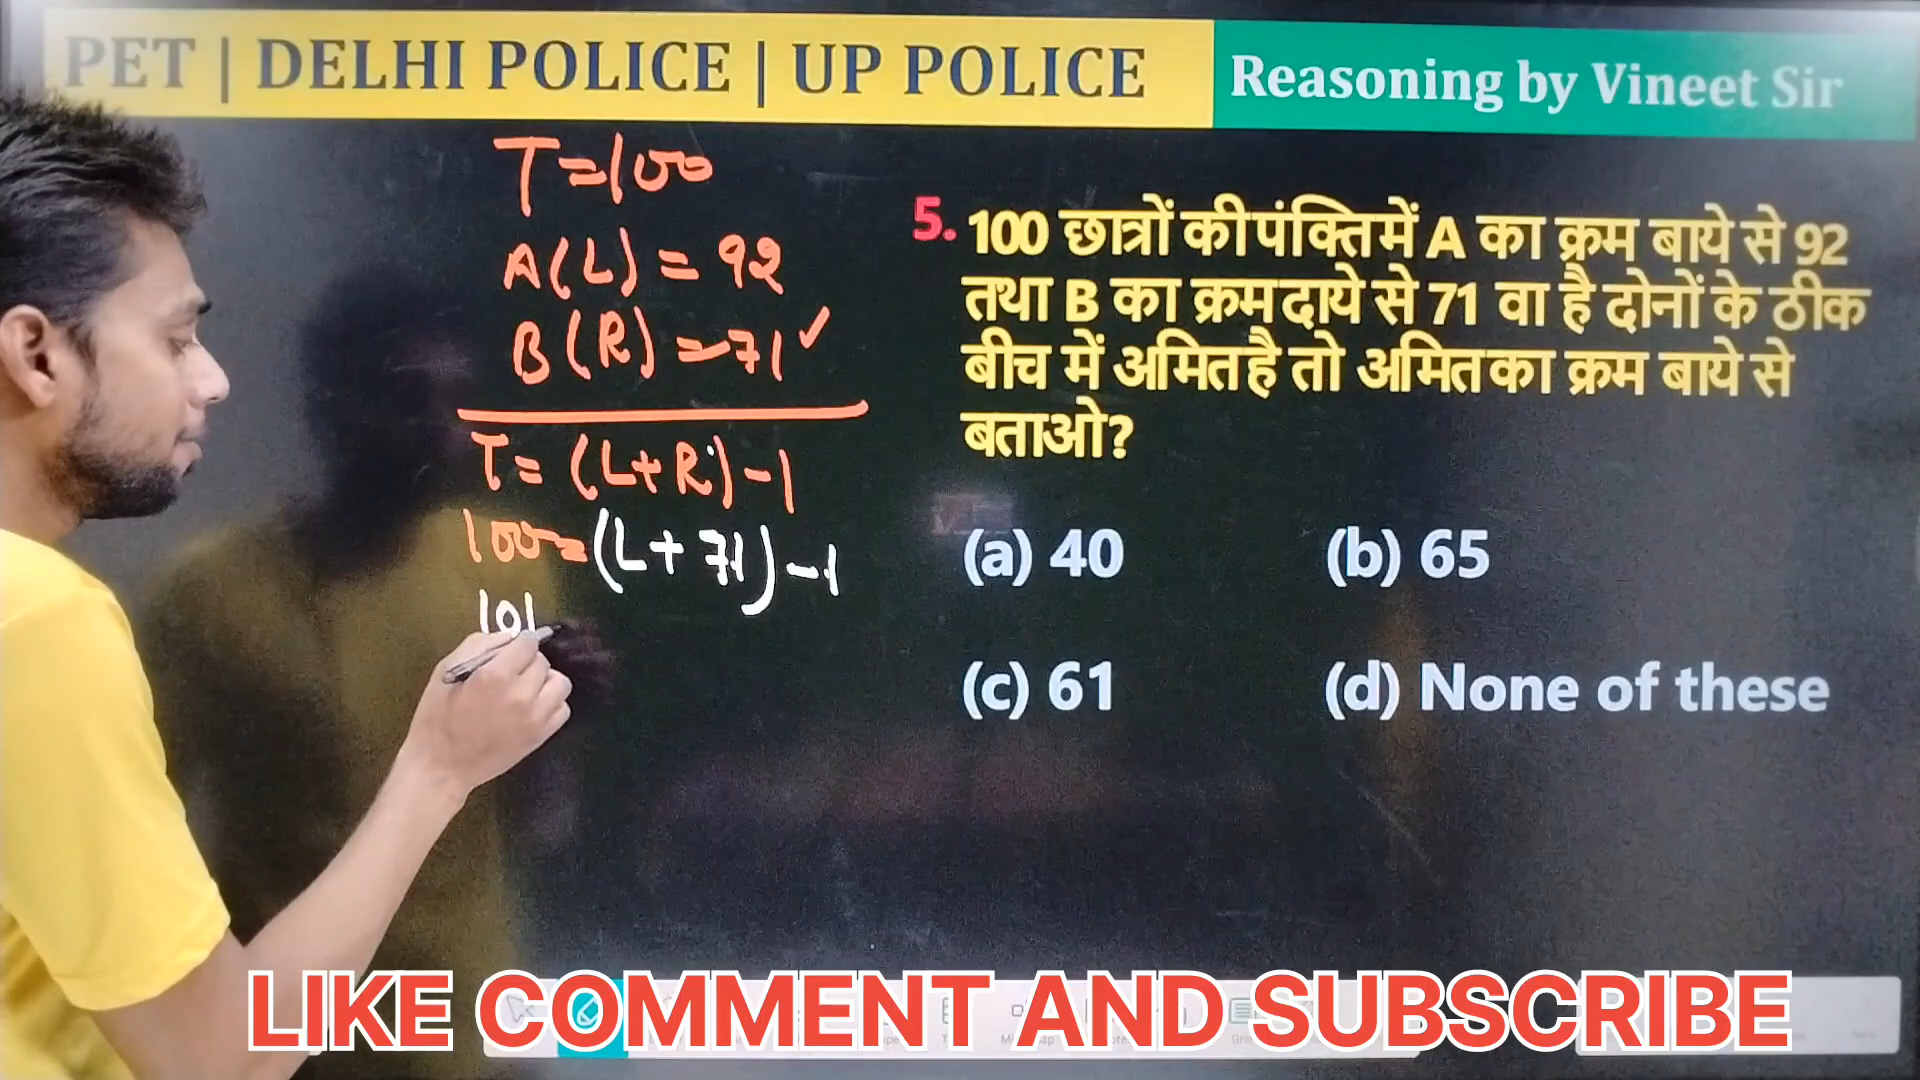 PET | DELHI POLICE | UP POLICE
Reasoning by Vineet Sir
T=100
A(L) = 92
B(R) = 71 ✓
T= (L+R)-1
100=(L+71)-1
101
5. 100 छात्रों की पंक्ति में A का क्रम बाये से 92
तथा B का क्रम दाये से 71 वा है दोनों के ठीक
बीच में अमित है तो अमित का क्रम बाये से
बताओ?
(a) 40
(b) 65
(c) 61
(d) None of these
LIKE COMMENT AND SUBSCRIBE